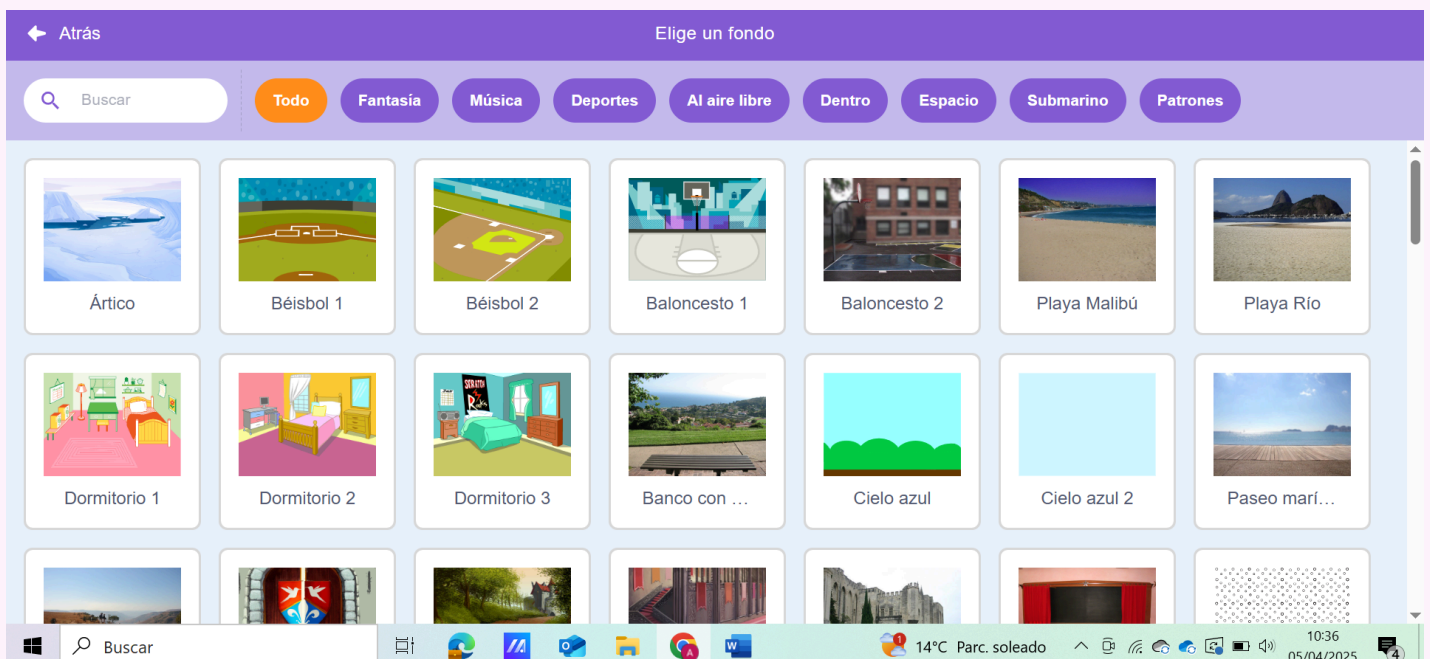 Atrás
Elige un fondo
Buscar
Todo
Fantasía
Música
Deportes
Al aire libre
Dentro
Espacio
Submarino
Patrones
Ártico
Béisbol 1
Béisbol 2
Baloncesto 1
Baloncesto 2
Playa Malibú
Playa Río
SCRATCH
Dormitorio 1
Dormitorio 2
Dormitorio 3
Banco con …
Cielo azul
Cielo azul 2
Paseo marí…
Buscar
14°C Parc. soleado
10:36
05/04/2025
4